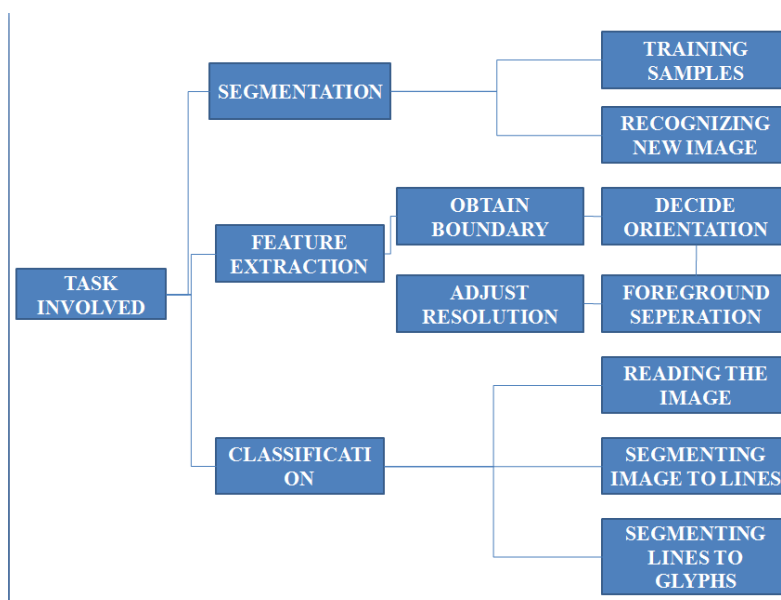 TRAINING
SAMPLES
SEGMENTATION
RECOGNIZING
NEW IMAGE
OBTAIN
BOUNDARY
DECIDE
ORIENTATION
FEATURE
EXTRACTION
TASK
INVOLVED
ADJUST
RESOLUTION
FOREGROUND
SEPERATION
READING THE
IMAGE
CLASSIFICATI
ON
SEGMENTING
IMAGE TO LINES
SEGMENTING
LINES TO
GLYPHS